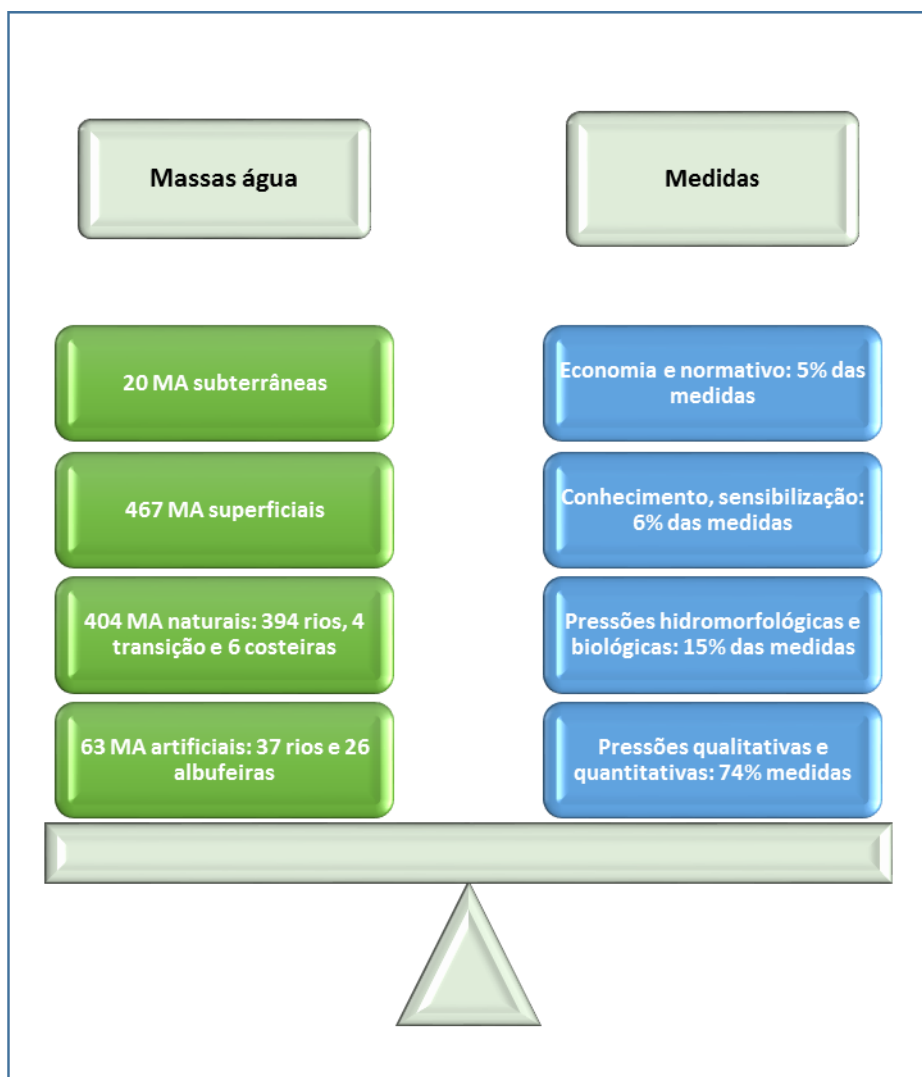 Massas água
Medidas
20 MA subterrâneas
467 MA superficiais
404 MA naturais: 394 rios, 4
transição e 6 costeiras
63 MA artificiais: 37 rios e 26
albufeiras
Economia e normativo: 5% das
medidas
Conhecimento, sensibilização:
6% das medidas
Pressões hidromorfológicas e
biológicas: 15% das medidas
Pressões qualitativas e
quantitativas: 74% medidas